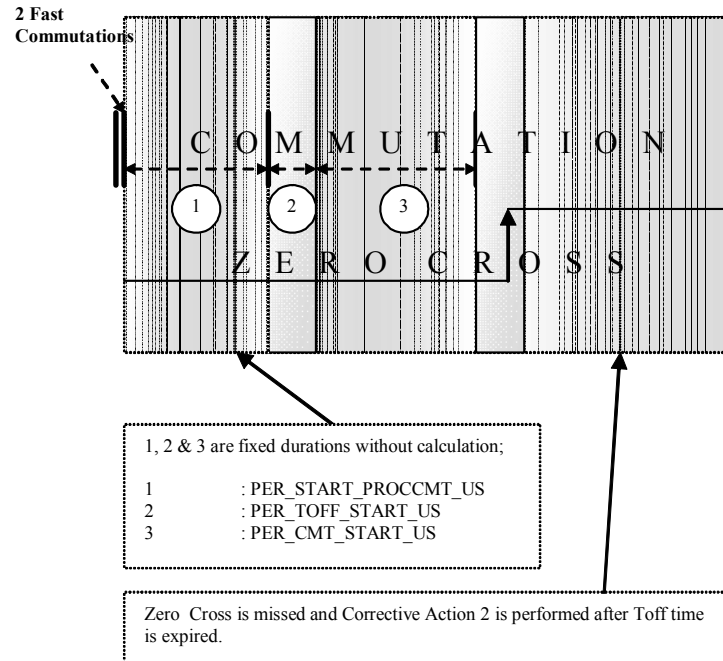 2 Fast
Commutations
C O M M U T A T I O N
1 2 3
Z E R O C R O S S
1, 2 & 3 are fixed durations without calculation;
1 : PER_START_PROCCMT_US
2 : PER_TOFF_START_US
3 : PER_CMT_START_US
Zero Cross is missed and Corrective Action 2 is performed after Toff time
is expired.